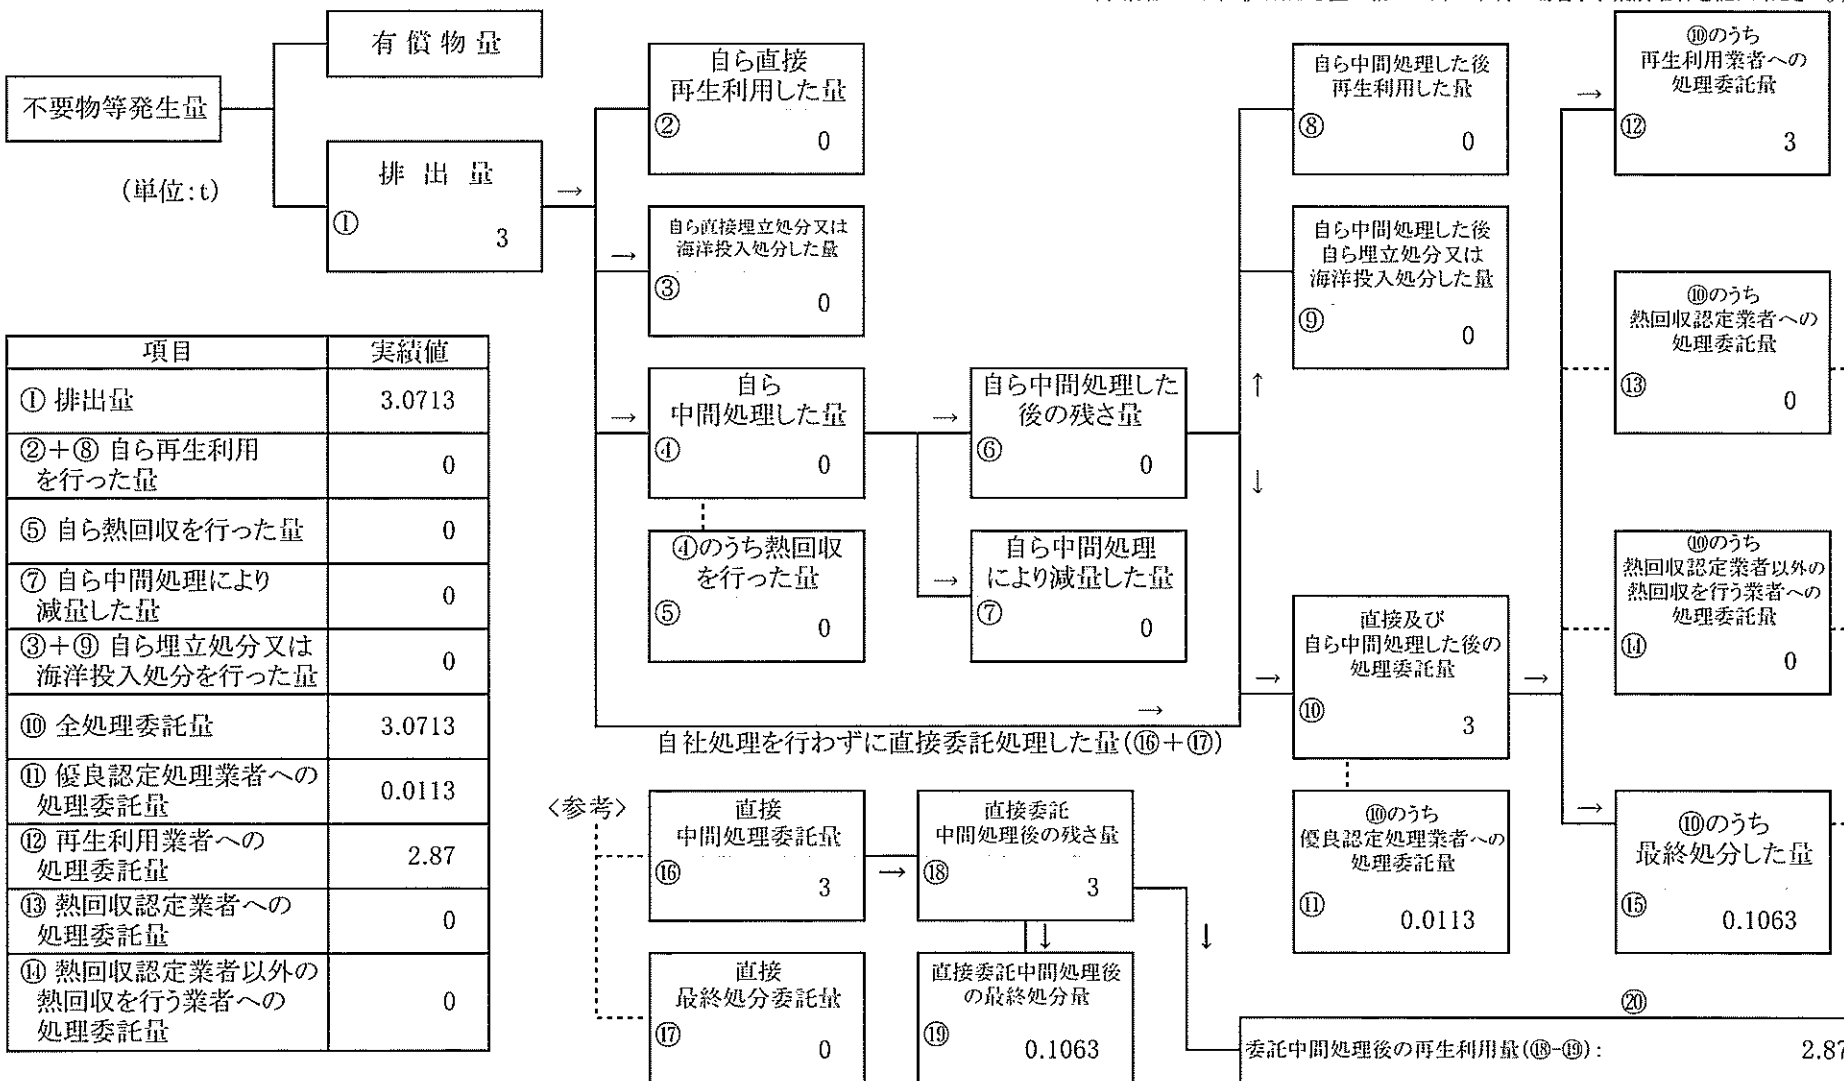 有償物量
不要物等発生量
(単位:t)
排出量
①
3
→
自ら直接
再生利用した量
②
0
→
自ら直接埋立処分又は
海洋投入処分した量
③
0
→
自ら
中間処理した量
④
0
④のうち熱回収
を行った量
⑤
0
→
自ら中間処理した
後の残さ量
⑥
0
→
自ら中間処理
により減量した量
⑦
0
↑
↓
自ら中間処理した後
再生利用した量
⑧
0
自ら中間処理した後
自ら埋立処分又は
海洋投入処分した量
⑨
0
→
自社処理を行わずに直接委託処理した量(⑯+⑰)
→
直接及び
自ら中間処理した後の
処理委託量
⑩
3
→
⑩のうち
優良認定処理業者への
処理委託量
⑪
0.0113
→
⑩のうち
再生利用業者への
処理委託量
⑫
3
⑩のうち
熱回収認定業者への
処理委託量
⑬
0
⑩のうち
熱回収認定業者以外の
熱回収を行う業者への
処理委託量
⑭
0
→
⑩のうち
最終処分した量
⑮
0.1063
項目 実績値
① 排出量 3.0713
②+⑧ 自ら再生利用
を行った量 0
⑤ 自ら熱回収を行った量 0
⑦ 自ら中間処理により
減量した量 0
③+⑨ 自ら埋立処分又は
海洋投入処分を行った量 0
⑩ 全処理委託量 3.0713
⑪ 優良認定処理業者への
処理委託量 0.0113
⑫ 再生利用業者への
処理委託量 2.87
⑬ 熱回収認定業者への
処理委託量 0
⑭ 熱回収認定業者以外の
熱回収を行う業者への
処理委託量 0
<参考>
直接
中間処理委託量
⑯
3
→
直接委託
中間処理後の残さ量
⑱
3
↓
↓
直接
最終処分委託量
⑰
0
直接委託中間処理後
の最終処分量
⑲
0.1063
⑳
委託中間処理後の再生利用量(⑱-⑲): 2.87